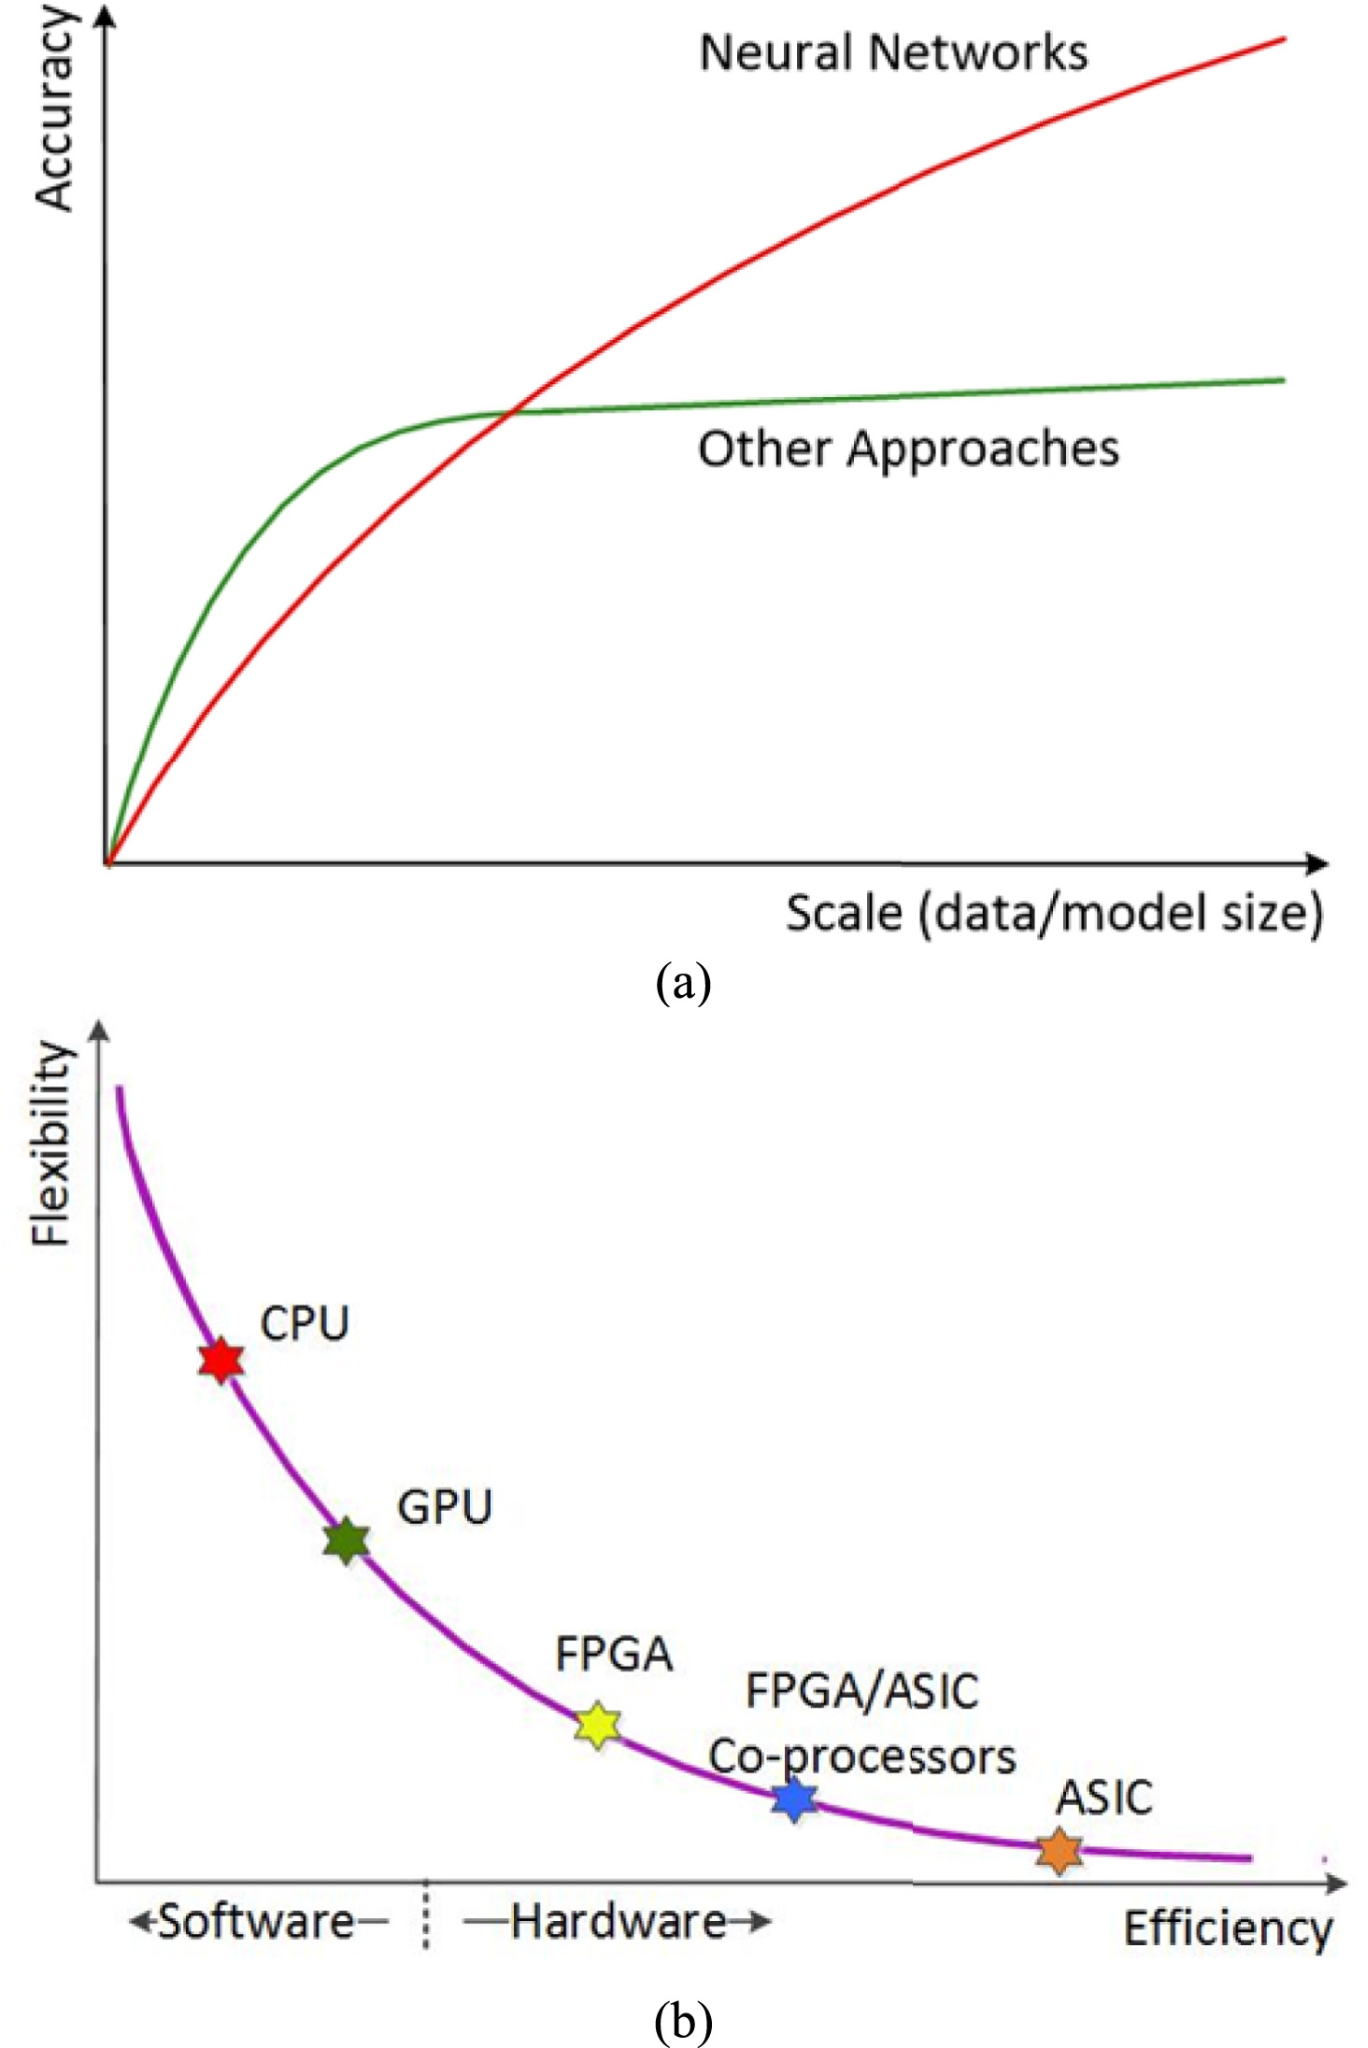 Accuracy
Neural Networks
Other Approaches
Scale (data/model size)
(a)
Flexibility
CPU
GPU
FPGA
FPGA/ASIC
Co-processors
ASIC
Software
Hardware
Efficiency
(b)